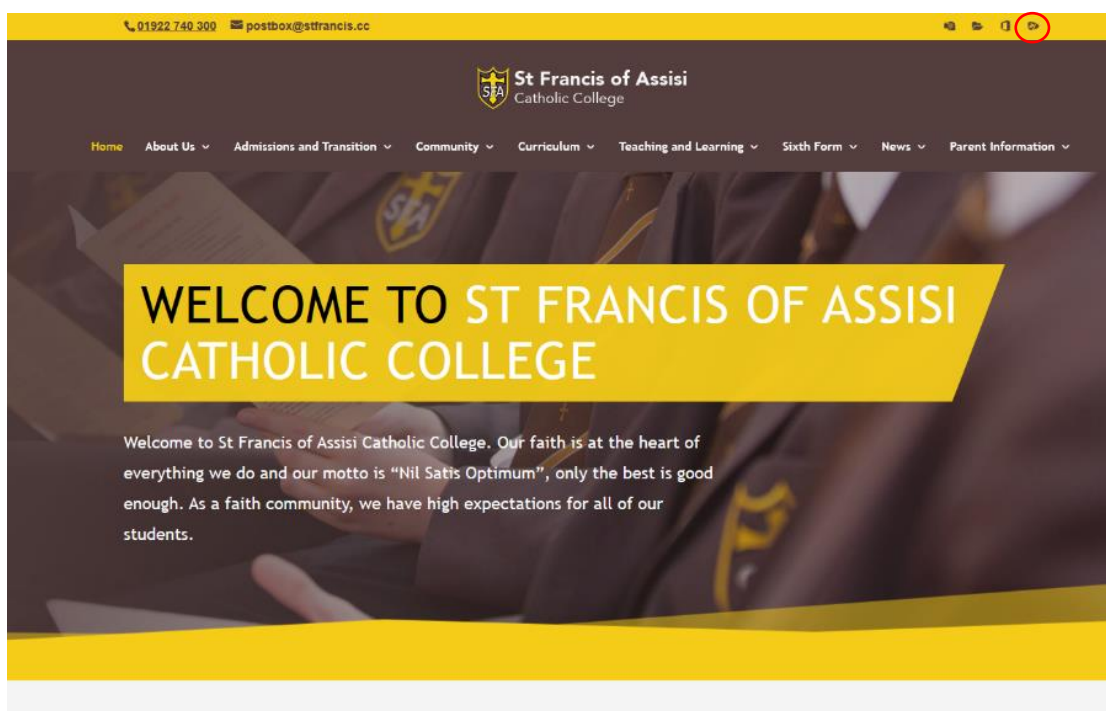 01922 740 300 postbox@stfrancis.cc
SFA
St Francis of Assisi
Catholic College
Home About Us Admissions and Transition Community Curriculum Teaching and Learning Sixth Form News Parent Information
SFA
WELCOME TO ST FRANCIS OF ASSISI
CATHOLIC COLLEGE
Welcome to St Francis of Assisi Catholic College. Our faith is at the heart of
everything we do and our motto is “Nil Satis Optimum”, only the best is good
enough. As a faith community, we have high expectations for all of our
students.